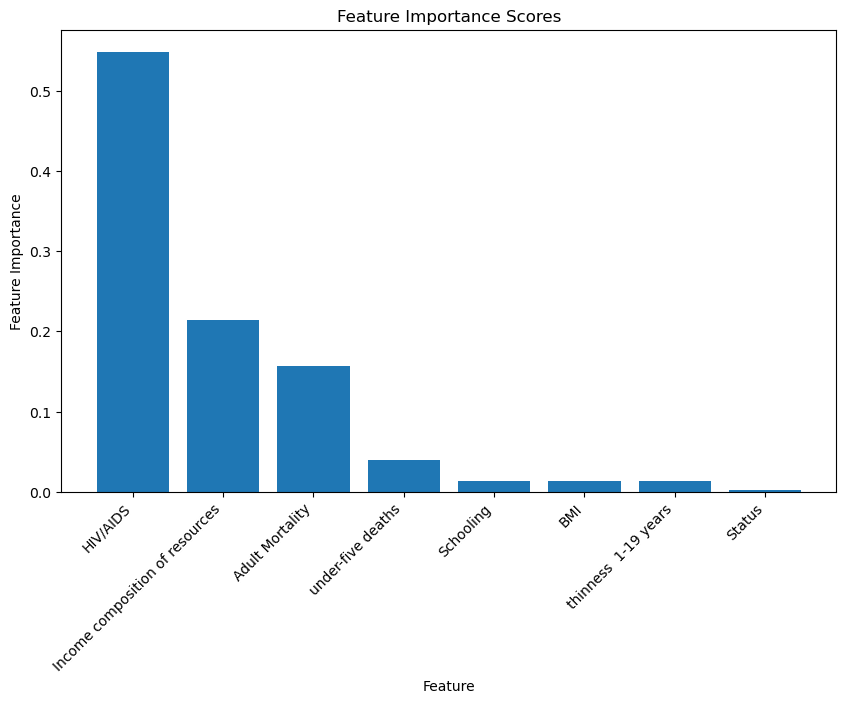 Feature Importance Scores
Feature Importance
0.5
0.4
0.3
0.2
0.1
0.0
HIV/AIDS
Income composition of resources
Adult Mortality
under-five deaths
Schooling
BMI
thinness  1-19 years
Status
Feature